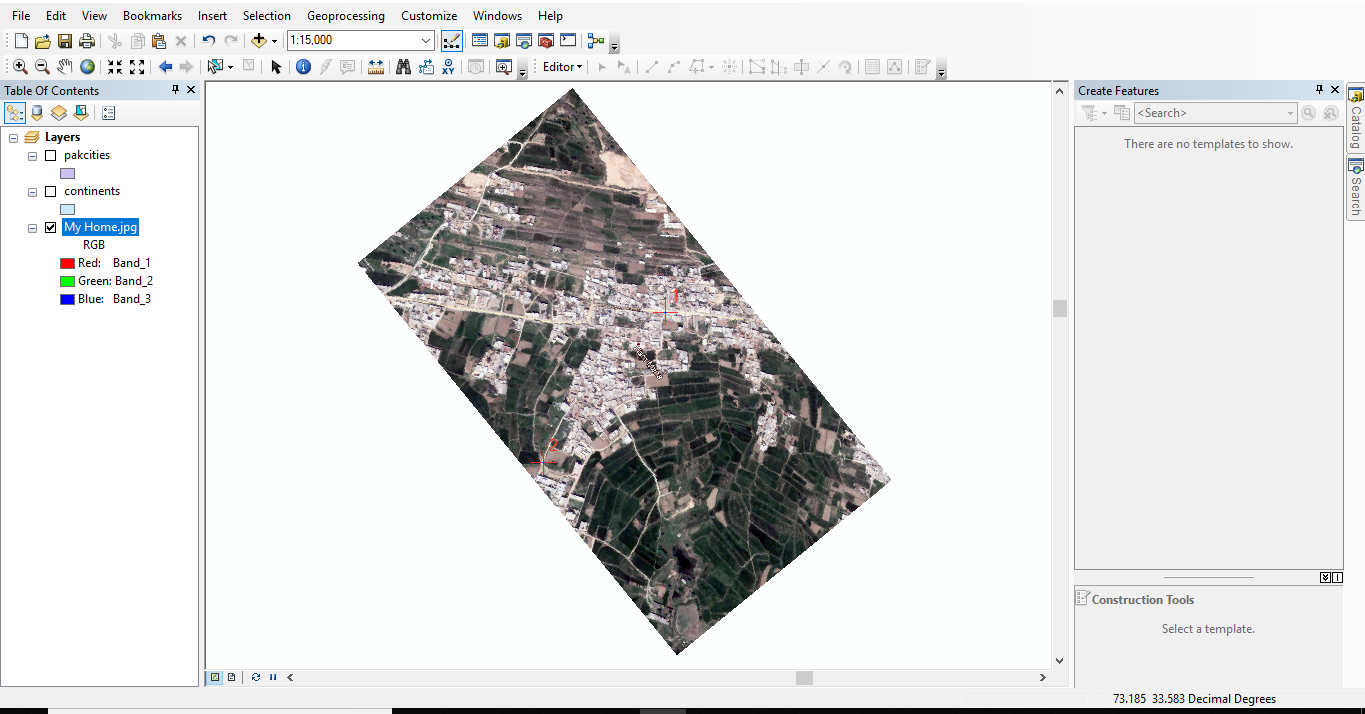 File Edit View Bookmarks Insert Selection Geoprocessing Customize Windows Help
1:15,000
Editor
Table Of Contents
Layers
pakcities
continents
My Home.jpg
RGB
Red: Band_1
Green: Band_2
Blue: Band_3
1
2
Create Features
<Search>
There are no templates to show.
Construction Tools
Select a template.
Catalog
Search
73.185 33.583 Decimal Degrees